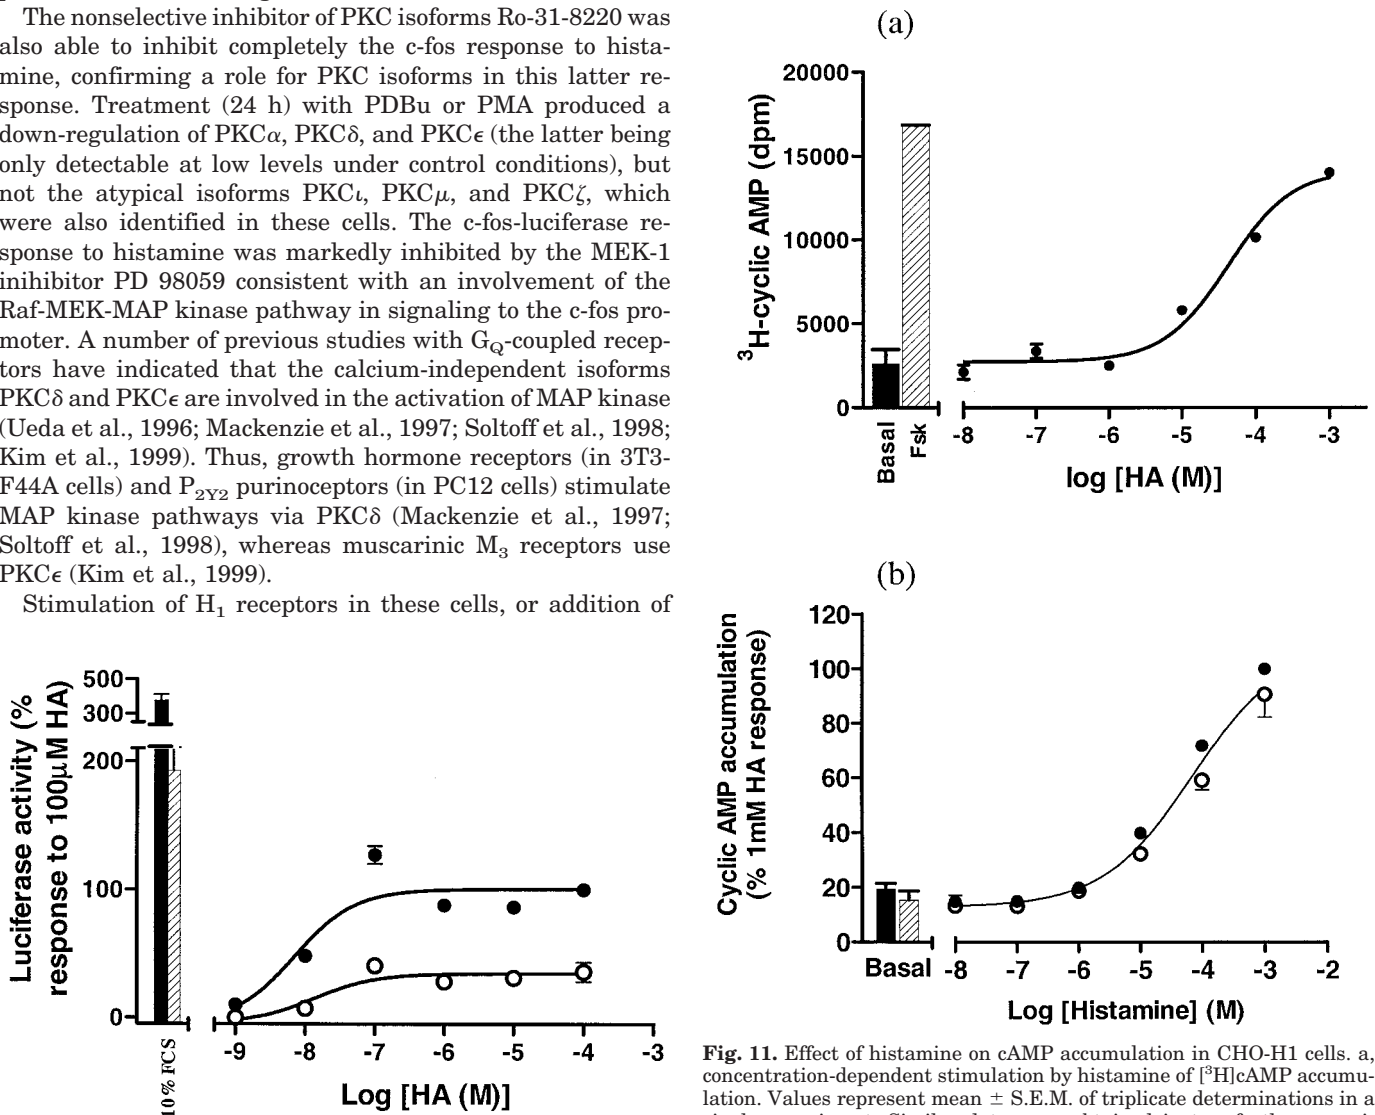 The nonselective inhibitor of PKC isoforms Ro-31-8220 was
also able to inhibit completely the c-fos response to hista-
mine, confirming a role for PKC isoforms in this latter re-
sponse. Treatment (24 h) with PDBu or PMA produced a
down-regulation of PKCα, PKCδ, and PKCϵ (the latter being
only detectable at low levels under control conditions), but
not the atypical isoforms PKCι, PKCμ, and PKCζ, which
were also identified in these cells. The c-fos-luciferase re-
sponse to histamine was markedly inhibited by the MEK-1
inihibitor PD 98059 consistent with an involvement of the
Raf-MEK-MAP kinase pathway in signaling to the c-fos pro-
moter. A number of previous studies with G_Q-coupled recep-
tors have indicated that the calcium-independent isoforms
PKCδ and PKCϵ are involved in the activation of MAP kinase
(Ueda et al., 1996; Mackenzie et al., 1997; Soltoff et al., 1998;
Kim et al., 1999). Thus, growth hormone receptors (in 3T3-
F44A cells) and P₂Y₂ purinoceptors (in PC12 cells) stimulate
MAP kinase pathways via PKCδ (Mackenzie et al., 1997;
Soltoff et al., 1998), whereas muscarinic M₃ receptors use
PKCϵ (Kim et al., 1999).
Stimulation of H₁ receptors in these cells, or addition of
Luciferase activity (%
response to 100μM HA)
500
300
200
100
0
10% FCS
-9 -8 -7 -6 -5 -4 -3
Log [HA (M)]
(a)
³H-cyclic AMP (dpm)
20000
15000
10000
5000
0
Basal
Fsk
-8 -7 -6 -5 -4 -3
log [HA (M)]
(b)
Cyclic AMP accumulation
(% 1mM HA response)
120
100
80
60
40
20
0
Basal -8 -7 -6 -5 -4 -3 -2
Log [Histamine] (M)
Fig. 11. Effect of histamine on cAMP accumulation in CHO-H1 cells. a,
concentration-dependent stimulation by histamine of [³H]cAMP accumu-
lation. Values represent mean ± S.E.M. of triplicate determinations in a